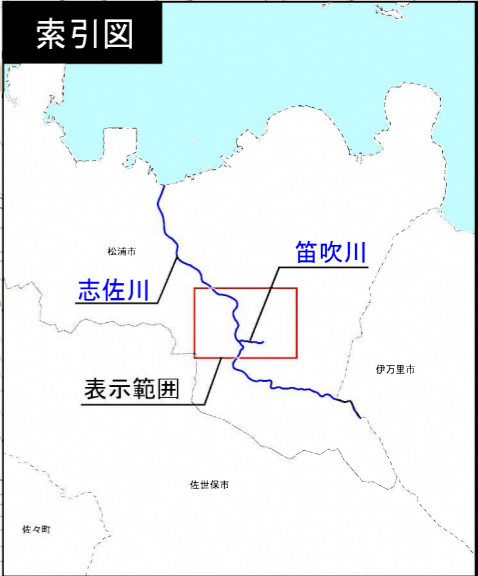 索引図
松浦市
笛吹川
志佐川
伊万里市
表示範囲
佐世保市
佐々町